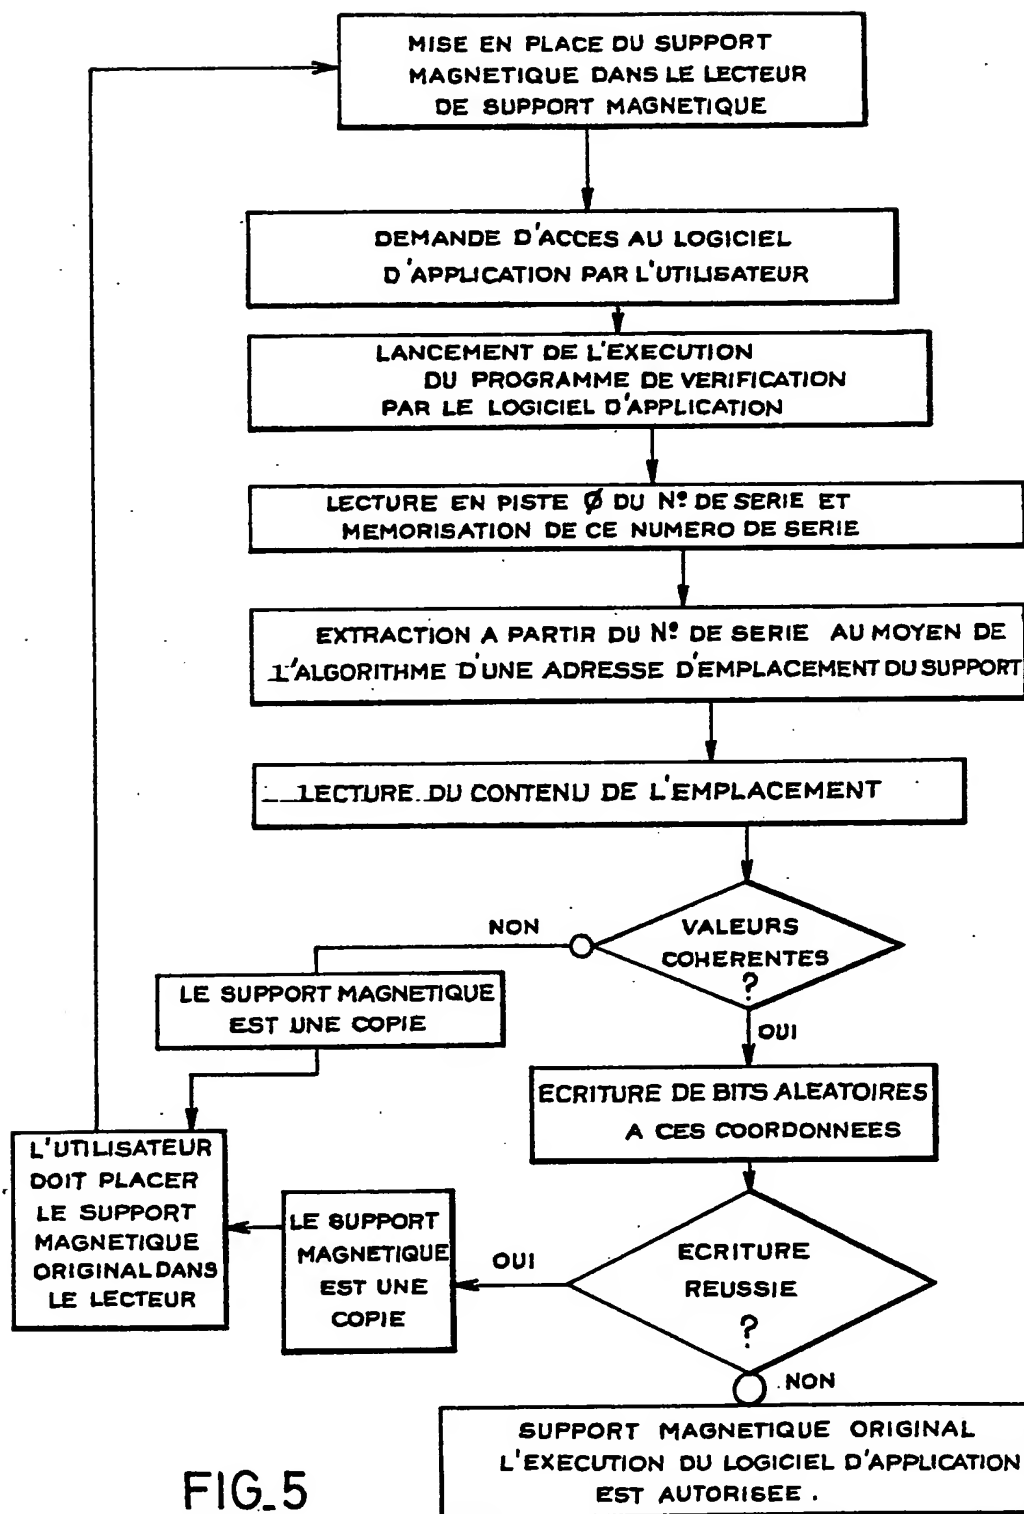 MISE EN PLACE DU SUPPORT
MAGNETIQUE DANS LE LECTEUR
DE SUPPORT MAGNETIQUE
DEMANDE D'ACCES AU LOGICIEL
D'APPLICATION PAR L'UTILISATEUR
LANCEMENT DE L'EXECUTION
DU PROGRAMME DE VERIFICATION
PAR LE LOGICIEL D'APPLICATION
LECTURE EN PISTE Ø DU Nº DE SERIE ET
MEMORISATION DE CE NUMERO DE SERIE
EXTRACTION A PARTIR DU Nº DE SERIE AU MOYEN DE
L'ALGORITHME D'UNE ADRESSE D'EMPLACEMENT DU SUPPORT
LECTURE DU CONTENU DE L'EMPLACEMENT
VALEURS
COHERENTES
?
NON
OUI
LE SUPPORT MAGNETIQUE
EST UNE COPIE
ECRITURE DE BITS ALEATOIRES
A CES COORDONNEES
L'UTILISATEUR
DOIT PLACER
LE SUPPORT
MAGNETIQUE
ORIGINAL DANS
LE LECTEUR
LE SUPPORT
MAGNETIQUE
EST UNE
COPIE
OUI
ECRITURE
REUSSIE
?
NON
SUPPORT MAGNETIQUE ORIGINAL
L'EXECUTION DU LOGICIEL D'APPLICATION
EST AUTORISEE.
FIG_5